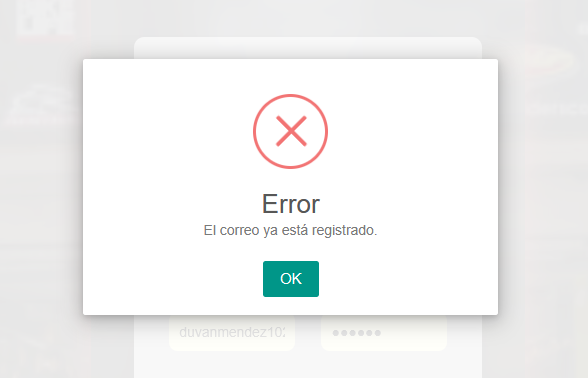 Error
El correo ya está registrado.
OK
duvanmendez10
••••••